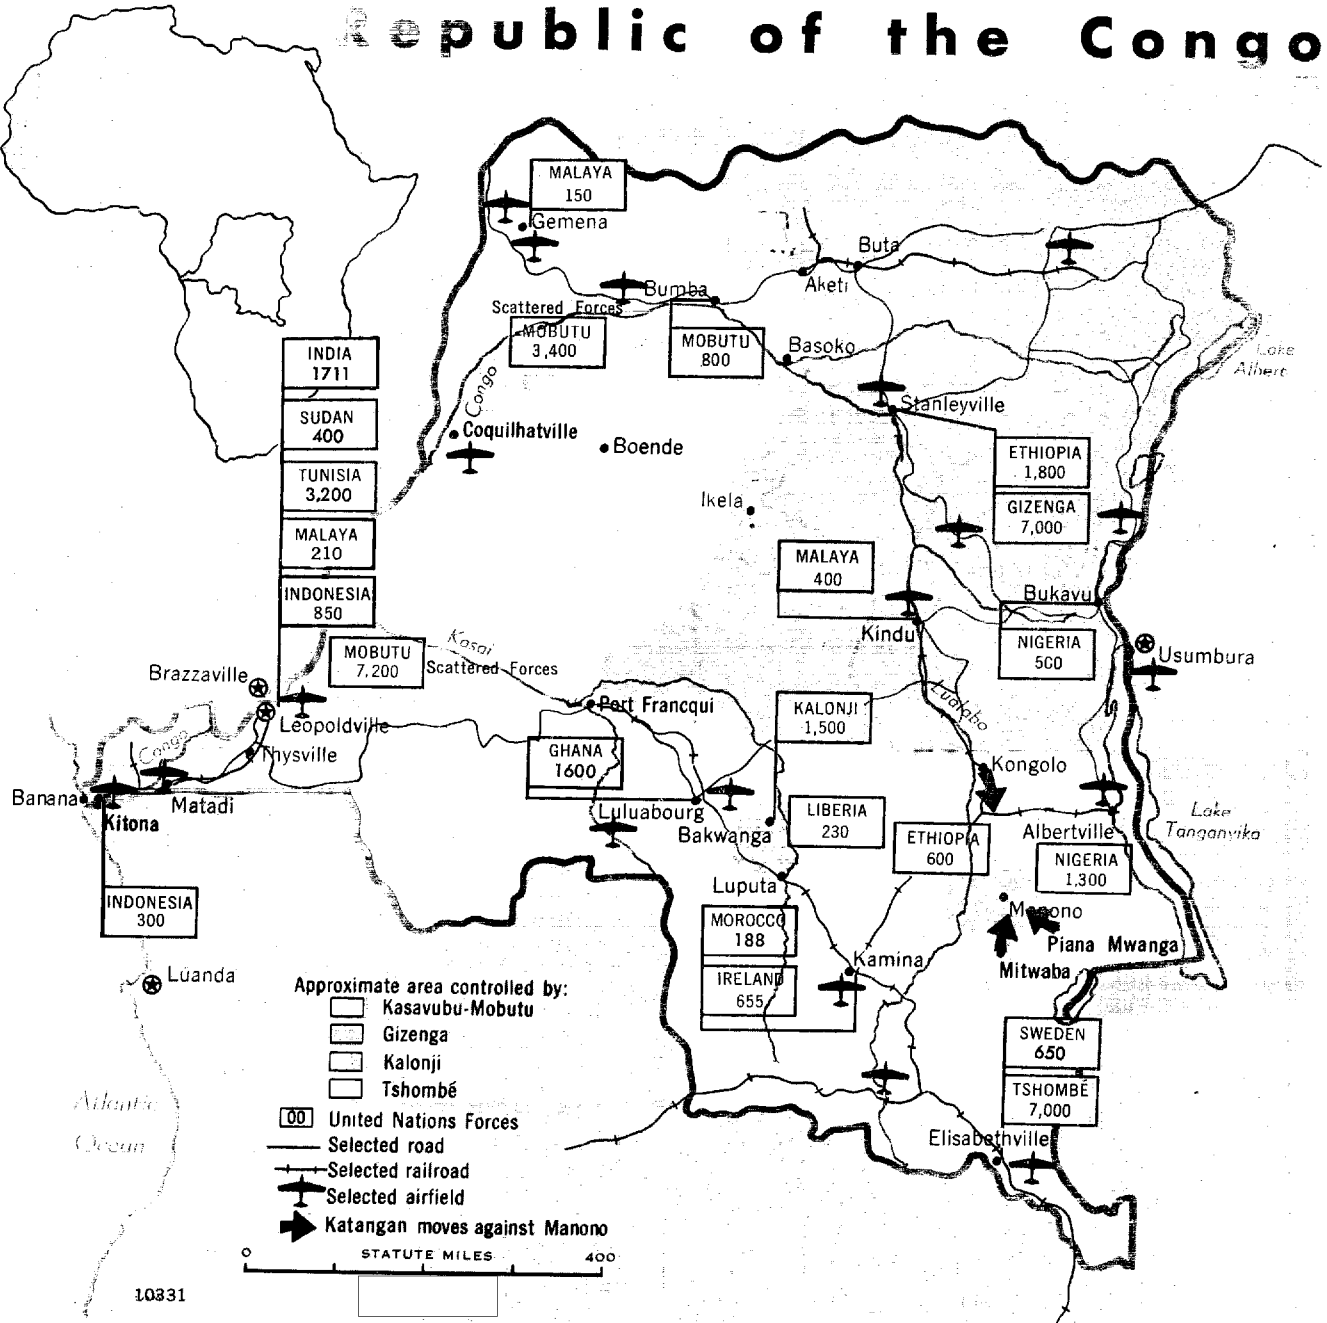 Republic of the Congo
MALAYA
150
Gemena
Buta
Aketi
Bumba
Scattered Forces
MOBUTU
3,400
MOBUTU
800
Basoko
Lake
Albert
INDIA
1711
Congo
Stanleyville
SUDAN
400
Coquilhatville
Boende
ETHIOPIA
1,800
TUNISIA
3,200
Ikela
GIZENGA
7,000
MALAYA
210
MALAYA
400
INDONESIA
850
Bukavu
Kindu
NIGERIA
500
Usumbura
Kasai
MOBUTU
7,200
Scattered Forces
Brazzaville
Leopoldville
Port Francqui
KALONJI
1,500
Lualaba
Congo
Thysville
GHANA
1600
Kongolo
Banana
Matadi
Kitona
Luluabourg
Bakwanga
LIBERIA
230
ETHIOPIA
600
Albertville
Lake
Tanganyika
NIGERIA
1,300
Luputa
INDONESIA
300
MOROCCO
188
Manono
Piana Mwanga
Mitwaba
Kamina
IRELAND
655
Luanda
Approximate area controlled by:
Kasavubu-Mobutu
Gizenga
Kalonji
Tshombé
00 United Nations Forces
Selected road
Selected railroad
Selected airfield
Katangan moves against Manono
SWEDEN
650
TSHOMBÉ
7,000
Elisabethville
Atlantic
Ocean
0 STATUTE MILES 400
10331